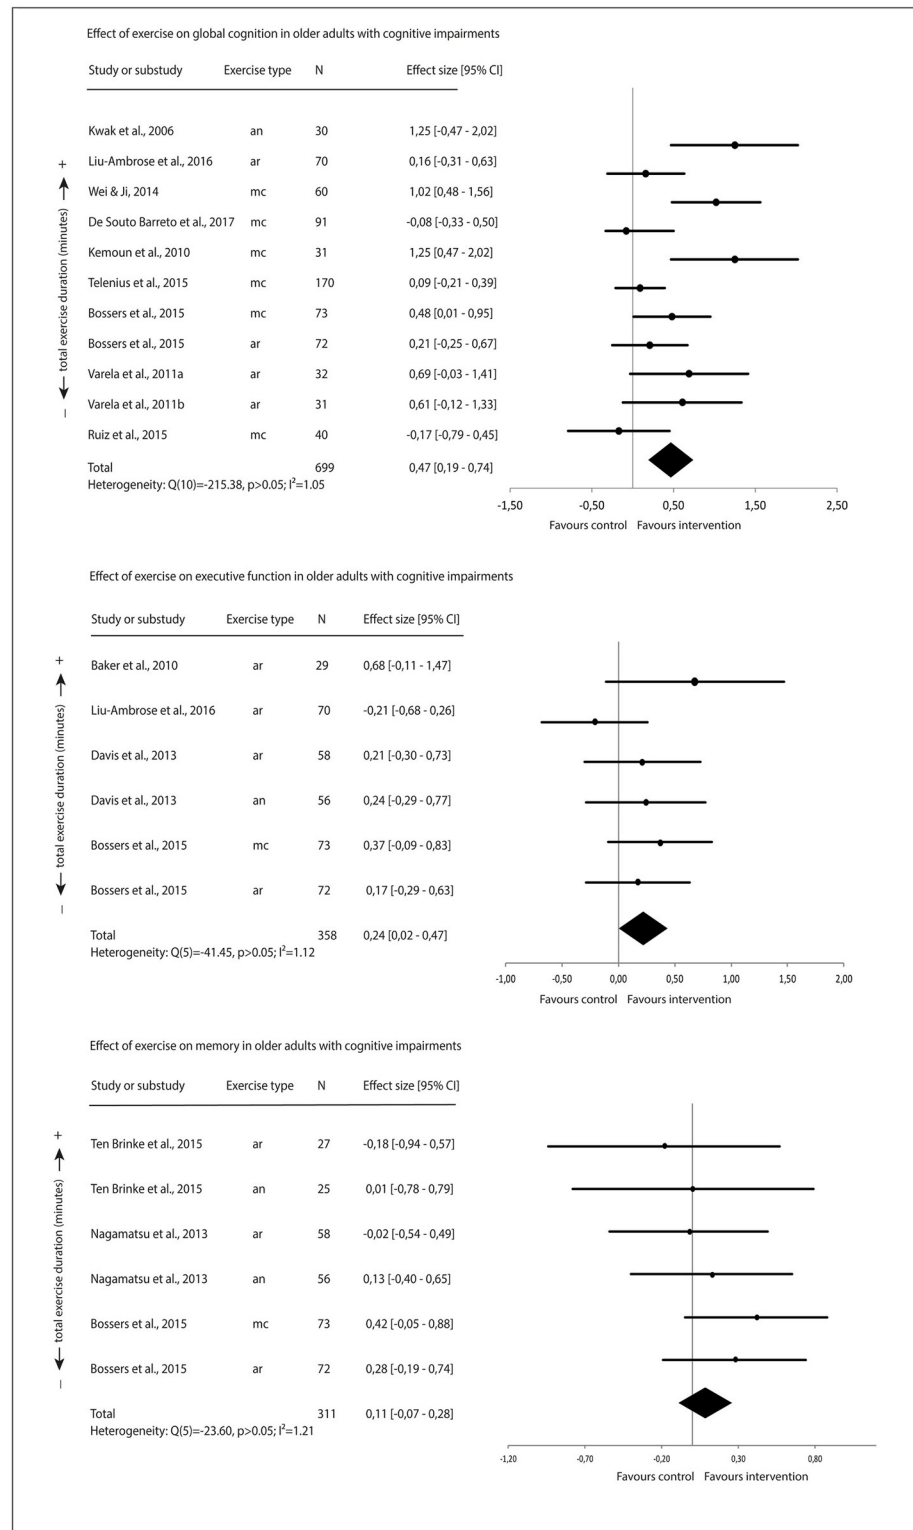 Effect of exercise on global cognition in older adults with cognitive impairments
Study or substudy Exercise type N Effect size [95% CI]
− total exercise duration (minutes) +
Kwak et al., 2006 an 30 1,25 [-0,47 - 2,02]
Liu-Ambrose et al., 2016 ar 70 0,16 [-0,31 - 0,63]
Wei & Ji, 2014 mc 60 1,02 [0,48 - 1,56]
De Souto Barreto et al., 2017 mc 91 -0,08 [-0,33 - 0,50]
Kemoun et al., 2010 mc 31 1,25 [0,47 - 2,02]
Telenius et al., 2015 mc 170 0,09 [-0,21 - 0,39]
Bossers et al., 2015 mc 73 0,48 [0,01 - 0,95]
Bossers et al., 2015 ar 72 0,21 [-0,25 - 0,67]
Varela et al., 2011a ar 32 0,69 [-0,03 - 1,41]
Varela et al., 2011b ar 31 0,61 [-0,12 - 1,33]
Ruiz et al., 2015 mc 40 -0,17 [-0,79 - 0,45]
Total 699 0,47 [0,19 - 0,74]
Heterogeneity: Q(10)=-215.38, p>0.05; I²=1.05
-1,50 -0,50 0,50 1,50 2,50
Favours control Favours intervention
Effect of exercise on executive function in older adults with cognitive impairments
Study or substudy Exercise type N Effect size [95% CI]
− total exercise duration (minutes) +
Baker et al., 2010 ar 29 0,68 [-0,11 - 1,47]
Liu-Ambrose et al., 2016 ar 70 -0,21 [-0,68 - 0,26]
Davis et al., 2013 ar 58 0,21 [-0,30 - 0,73]
Davis et al., 2013 an 56 0,24 [-0,29 - 0,77]
Bossers et al., 2015 mc 73 0,37 [-0,09 - 0,83]
Bossers et al., 2015 ar 72 0,17 [-0,29 - 0,63]
Total 358 0,24 [0,02 - 0,47]
Heterogeneity: Q(5)=-41.45, p>0.05; I²=1.12
-1,00 -0,50 0,00 0,50 1,00 1,50 2,00
Favours control Favours intervention
Effect of exercise on memory in older adults with cognitive impairments
Study or substudy Exercise type N Effect size [95% CI]
− total exercise duration (minutes) +
Ten Brinke et al., 2015 ar 27 -0,18 [-0,94 - 0,57]
Ten Brinke et al., 2015 an 25 0,01 [-0,78 - 0,79]
Nagamatsu et al., 2013 ar 58 -0,02 [-0,54 - 0,49]
Nagamatsu et al., 2013 an 56 0,13 [-0,40 - 0,65]
Bossers et al., 2015 mc 73 0,42 [-0,05 - 0,88]
Bossers et al., 2015 ar 72 0,28 [-0,19 - 0,74]
Total 311 0,11 [-0,07 - 0,28]
Heterogeneity: Q(5)=-23.60, p>0.05; I²=1.21
-1,20 -0,70 -0,20 0,30 0,80
Favours control Favours intervention